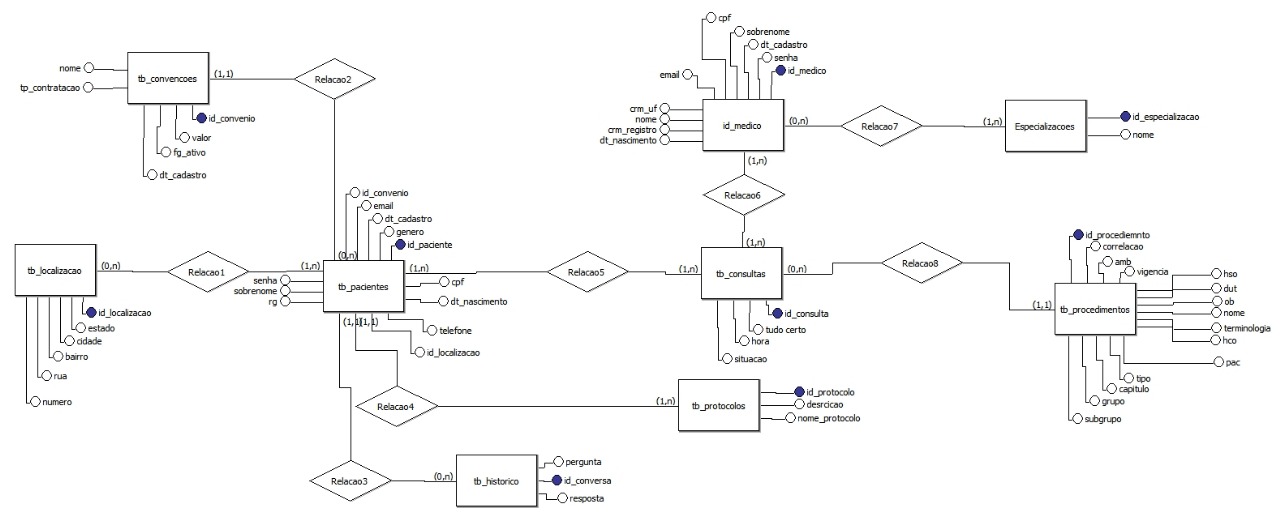 cpf
sobrenome
dt_cadastro
senha
id_medico
email
crm_uf
nome
crm_registro
dt_nascimento
id_medico
(0,n)
Relacao7
(1,n)
Especializacoes
id_especializacao
nome
nome
tp_contratacao
tb_convencoes
(1,1)
Relacao2
id_convenio
valor
fg_ativo
dt_cadastro
(1,n)
Relacao6
(1,n)
id_convenio
email
dt_cadastro
genero
id_paciente
(0,n)
tb_localizacao
(0,n)
Relacao1
(1,n)
senha
sobrenome
rg
tb_pacientes
(1,n)
cpf
dt_nascimento
telefone
id_localizacao
(1,1)
(1,1)
id_localizacao
estado
cidade
bairro
rua
numero
Relacao5
(1,n)
tb_consultas
(0,n)
id_consulta
tudo certo
hora
situacao
Relacao8
(1,1)
tb_procedimentos
id_procediemnto
correlacao
amb
vigencia
hso
dut
ob
nome
terminologia
hco
pac
tipo
capitulo
grupo
subgrupo
Relacao4
(1,n)
tb_protocolos
id_protocolo
desrcicao
nome_protocolo
Relacao3
(0,n)
tb_historico
pergunta
id_conversa
resposta